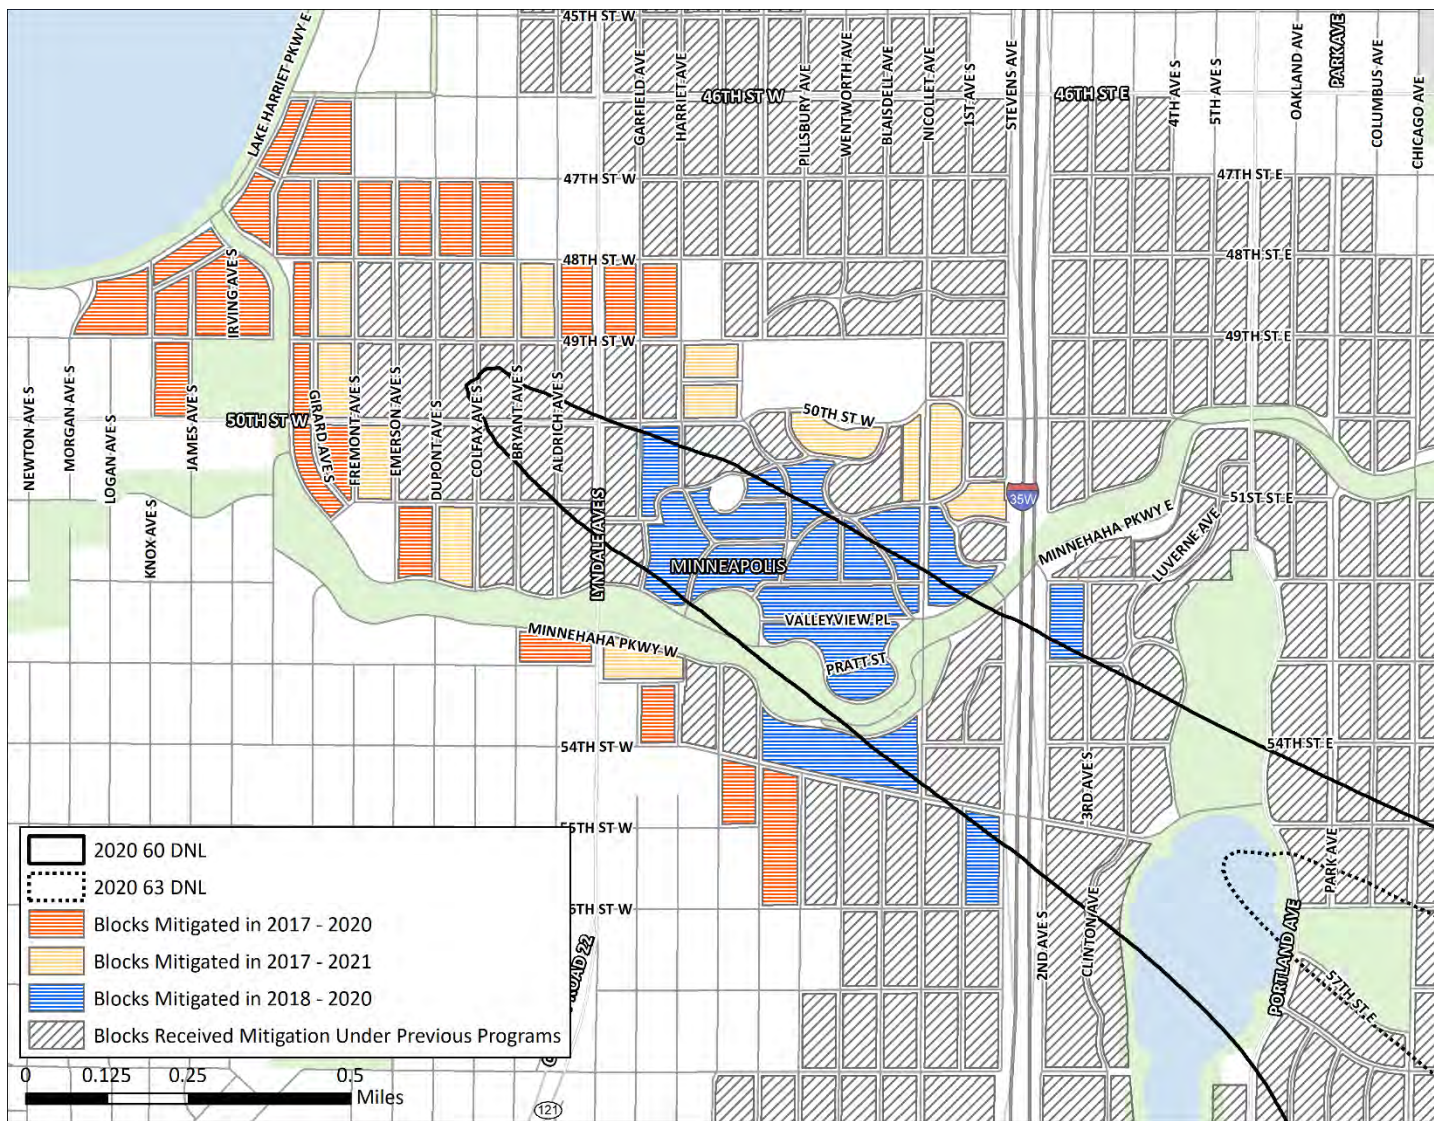 45TH ST W
LAKE HARRIET PKWY E
GARFIELD AVE
HARRIET AVE
PILLSBURY AVE
WENTWORTH AVE
BLAISDELL AVE
NICOLLET AVE
1ST AVE S
STEVENS AVE
4TH AVE S
5TH AVE S
OAKLAND AVE
PARK AVE
COLUMBUS AVE
CHICAGO AVE
46TH ST W
46TH ST E
47TH ST W
47TH ST E
48TH ST W
48TH ST E
IRVING AVE S
49TH ST W
49TH ST E
NEWTON AVE S
MORGAN AVE S
LOGAN AVE S
KNOX AVE S
JAMES AVE S
50TH ST W
GIRARD AVE S
FREMONT AVE S
EMERSON AVE S
DUPONT AVE S
COLFAX AVE S
BRYANT AVE S
ALDRICH AVE S
50TH ST W
LYNDALE AVE S
35W
51ST ST E
MINNEHAHA PKWY E
LUVERNE AVE
MINNEAPOLIS
VALLEYVIEW PL
MINNEHAHA PKWY W
PRATT ST
54TH ST W
54TH ST E
3RD AVE S
55TH ST W
PARK AVE
56TH ST W
2ND AVE S
CLINTON AVE
PORTLAND AVE
57TH ST E
ROAD 22
121
2020 60 DNL
2020 63 DNL
Blocks Mitigated in 2017 - 2020
Blocks Mitigated in 2017 - 2021
Blocks Mitigated in 2018 - 2020
Blocks Received Mitigation Under Previous Programs
0 0.125 0.25 0.5
Miles